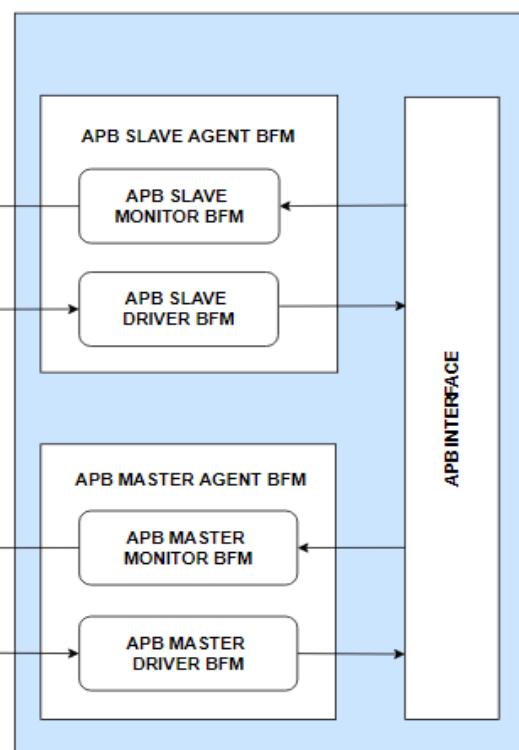 APB SLAVE AGENT BFM
APB SLAVE
MONITOR BFM
APB SLAVE
DRIVER BFM
APB INTERFACE
APB MASTER AGENT BFM
APB MASTER
MONITOR BFM
APB MASTER
DRIVER BFM